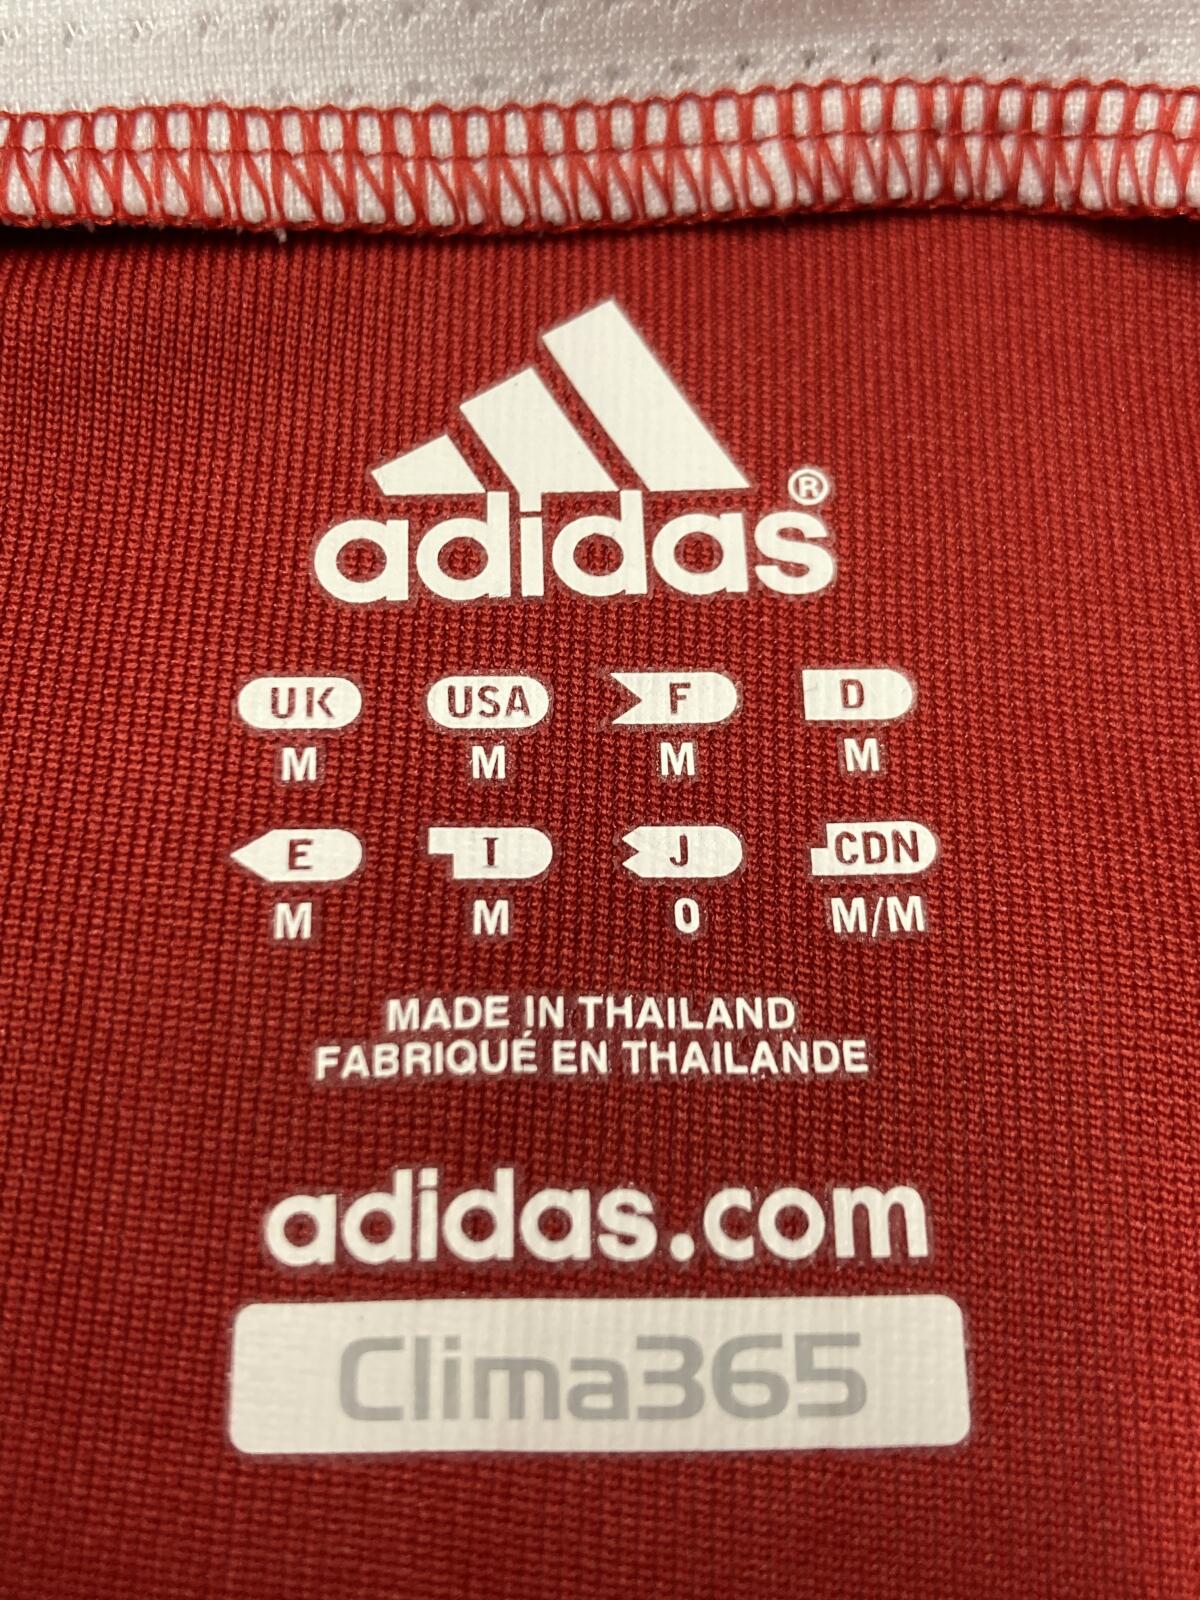 adidas®
UK USA F D
M M M M
E I J CDN
M M O M/M
MADE IN THAILAND
FABRIQUÉ EN THAILANDE
adidas.com
Clima365